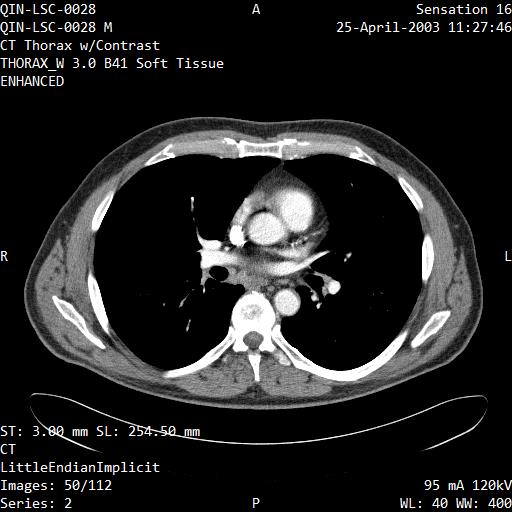 QIN-LSC-0028
A
Sensation 16
QIN-LSC-0028 M
25-April-2003 11:27:46
CT Thorax w/Contrast
THORAX_W 3.0 B41 Soft Tissue
ENHANCED
R
L
ST: 3.00 mm SL: 254.50 mm
CT
LittleEndianImplicit
Images: 50/112
95 mA 120kV
Series: 2
P
WL: 40 WW: 400